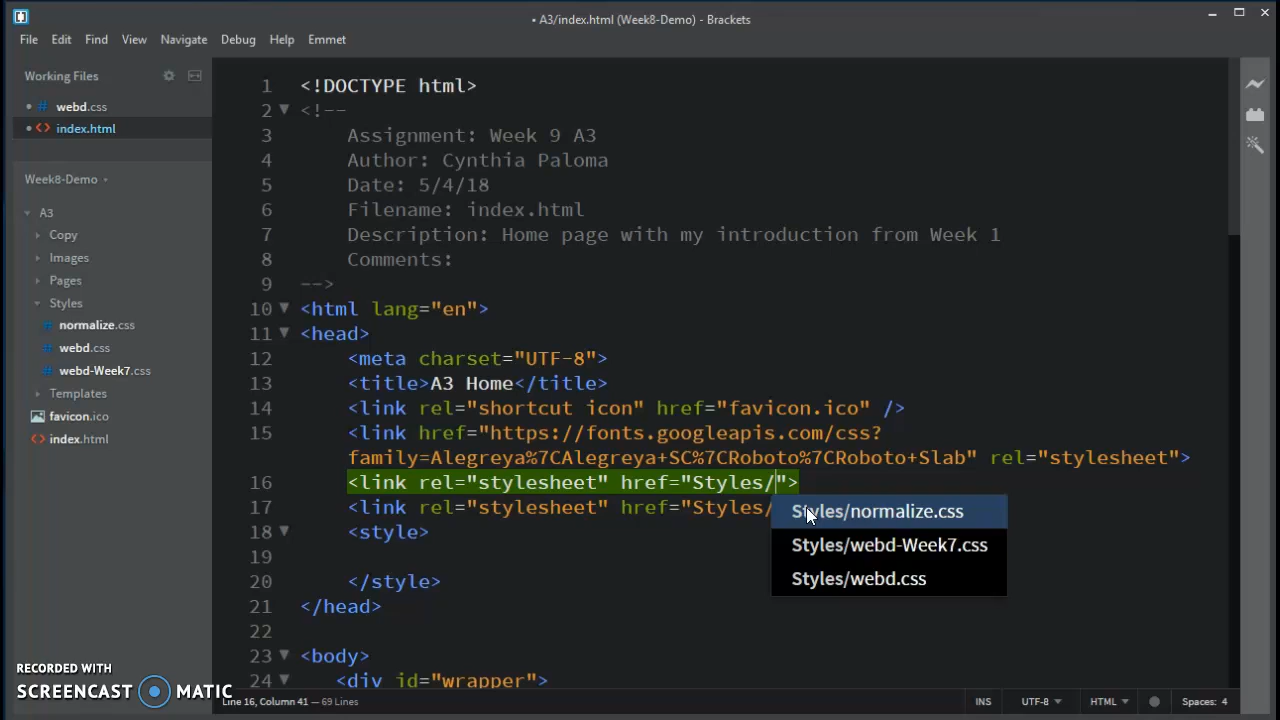 • A3/index.html (Week8-Demo) - Brackets
File Edit Find View Navigate Debug Help Emmet
Working Files
• webd.css
• <> index.html
Week8-Demo
A3
Copy
Images
Pages
Styles
# normalize.css
# webd.css
# webd-Week7.css
Templates
favicon.ico
<> index.html
1 <!DOCTYPE html>
2 <!--
3 Assignment: Week 9 A3
4 Author: Cynthia Paloma
5 Date: 5/4/18
6 Filename: index.html
7 Description: Home page with my introduction from Week 1
8 Comments:
9 -->
10 <html lang="en">
11 <head>
12 <meta charset="UTF-8">
13 <title>A3 Home</title>
14 <link rel="shortcut icon" href="favicon.ico" />
15 <link href="https://fonts.googleapis.com/css?
family=Alegreya%7CAlegreya+SC%7CRoboto%7CRoboto+Slab" rel="stylesheet">
16 <link rel="stylesheet" href="Styles/">
17 <link rel="stylesheet" href="Styles/
Styles/normalize.css
Styles/webd-Week7.css
Styles/webd.css
18 <style>
19
20 </style>
21 </head>
22
23 <body>
24 <div id="wrapper">
RECORDED WITH
SCREENCAST MATIC
Line 16, Column 41 — 69 Lines
INS UTF-8 HTML Spaces: 4